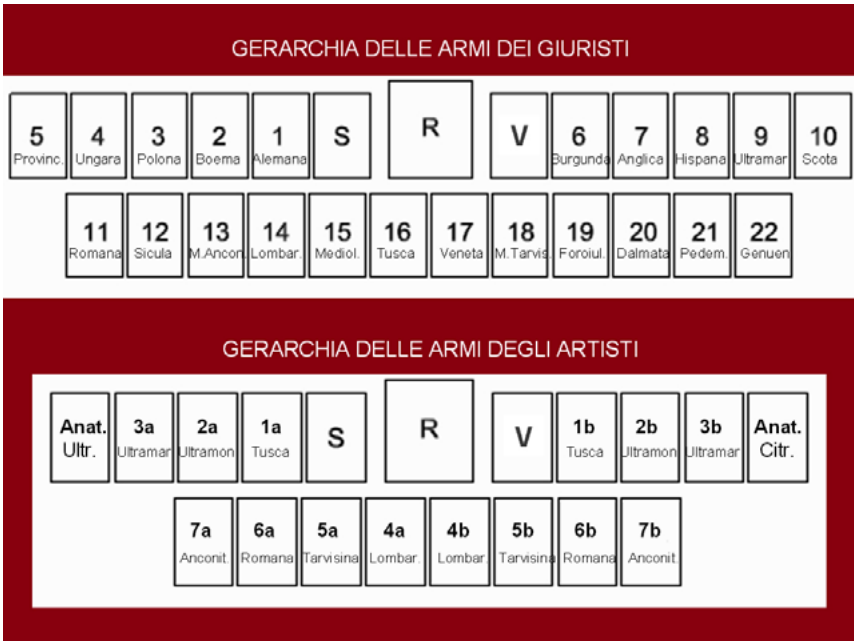 GERARCHIA DELLE ARMI DEI GIURISTI
5 4 3 2 1 S R V 6 7 8 9 10
Provinc. Ungara Polona Boema Alemana Burgunda Anglica Hispana Ultramar Scota
11 12 13 14 15 16 17 18 19 20 21 22
Romana Sicula M.Ancon. Lombar. Mediol. Tusca Veneta M.Tarvis. Foroiul. Dalmata Pedem. Genuen
GERARCHIA DELLE ARMI DEGLI ARTISTI
Anat. 3a 2a 1a S R V 1b 2b 3b Anat.
Ultr. Ultramar Ultramon Tusca Tusca Ultramon Ultramar Citr.
7a 6a 5a 4a 4b 5b 6b 7b
Anconit. Romana Tarvisina Lombar. Lombar. Tarvisina Romana Anconit.